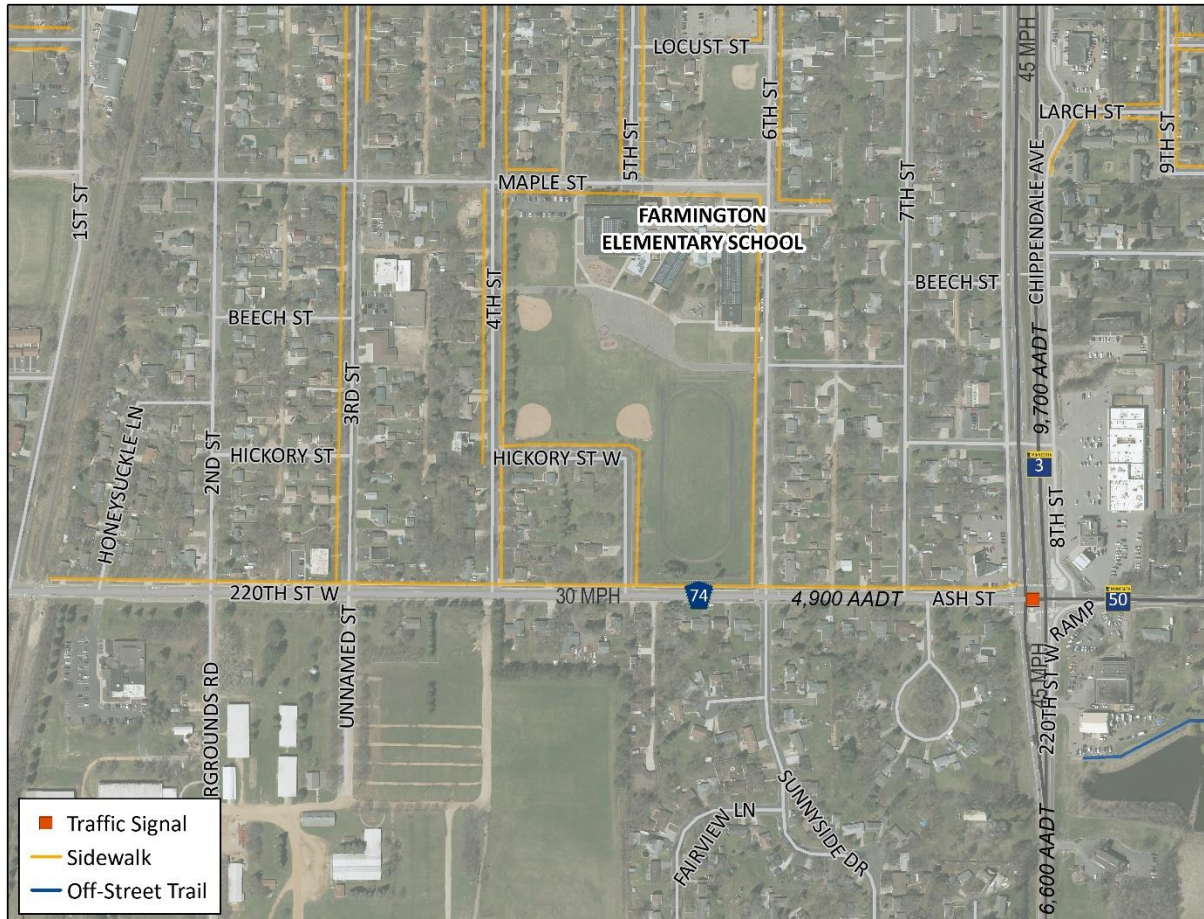 LOCUST ST
45 MPH
6TH ST
5TH ST
LARCH ST
9TH ST
MAPLE ST
1ST ST
7TH ST
CHIPPENDALE AVE
FARMINGTON
ELEMENTARY SCHOOL
4TH ST
BEECH ST
BEECH ST
3RD ST
9,700 AADT
HONEYSUCKLE LN
2ND ST
HICKORY ST
HICKORY ST W
3
8TH ST
220TH ST W
30 MPH
74
4,900 AADT
ASH ST
50
RAMP
UNNAMED ST
RGROUNDS RD
45 MPH
220TH ST W
SUNNYSIDE DR
FAIRVIEW LN
6,600 AADT
Traffic Signal
Sidewalk
Off-Street Trail